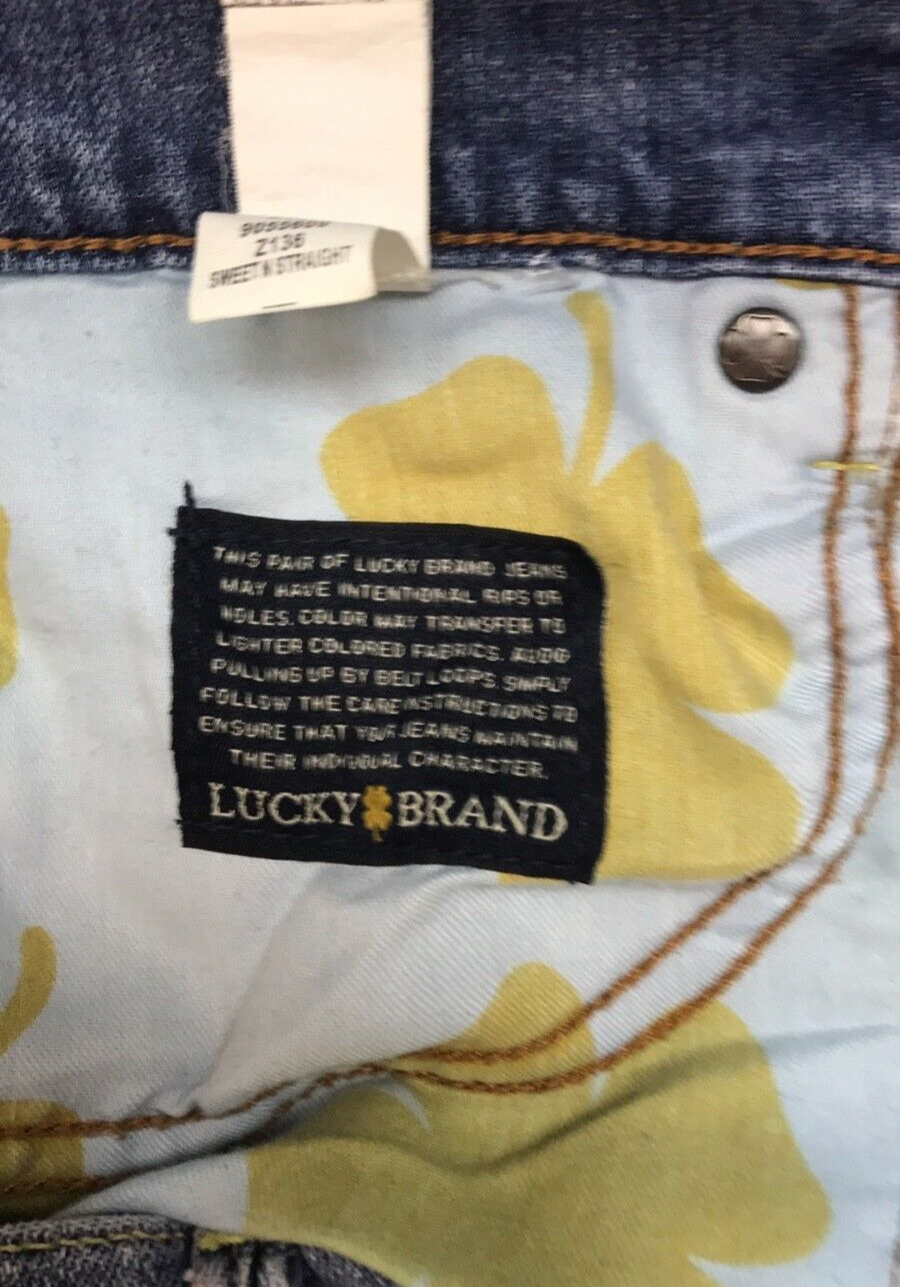 Z136
SWEET N STRAIGHT
THIS PAIR OF LUCKY BRAND JEANS
MAY HAVE INTENTIONAL RIPS OR
HOLES. COLOR MAY TRANSFER TO
LIGHTER COLORED FABRICS. AVOID
PULLING UP BY BELT LOOPS. SIMPLY
FOLLOW THE CARE INSTRUCTIONS TO
ENSURE THAT YOUR JEANS MAINTAIN
THEIR INDIVIDUAL CHARACTER.
LUCKY BRAND